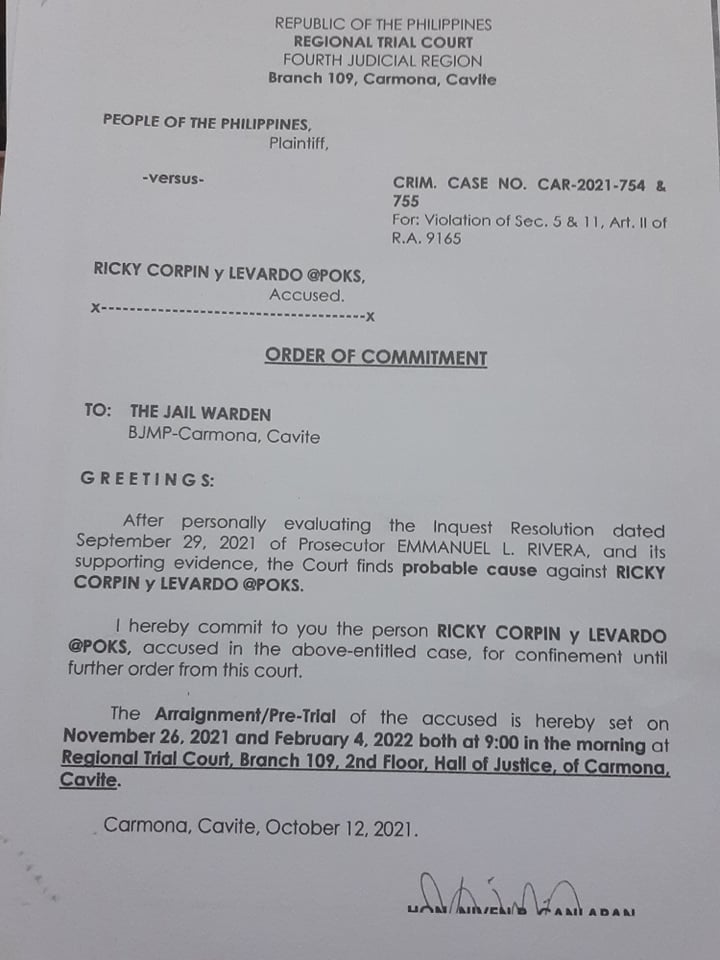 REPUBLIC OF THE PHILIPPINES
REGIONAL TRIAL COURT
FOURTH JUDICIAL REGION
Branch 109, Carmona, Cavite
PEOPLE OF THE PHILIPPINES,
Plaintiff,
-versus-
CRIM. CASE NO. CAR-2021-754 &
755
For: Violation of Sec. 5 & 11, Art. II of
R.A. 9165
RICKY CORPIN y LEVARDO @POKS,
Accused.
x-------------------------------------x
ORDER OF COMMITMENT
TO: THE JAIL WARDEN
BJMP-Carmona, Cavite
G R E E T I N G S:
After personally evaluating the Inquest Resolution dated
September 29, 2021 of Prosecutor EMMANUEL L. RIVERA, and its
supporting evidence, the Court finds probable cause against RICKY
CORPIN y LEVARDO @POKS.
I hereby commit to you the person RICKY CORPIN y LEVARDO
@POKS, accused in the above-entitled case, for confinement until
further order from this court.
The Arraignment/Pre-Trial of the accused is hereby set on
November 26, 2021 and February 4, 2022 both at 9:00 in the morning at
Regional Trial Court, Branch 109, 2nd Floor, Hall of Justice, of Carmona,
Cavite.
Carmona, Cavite, October 12, 2021.